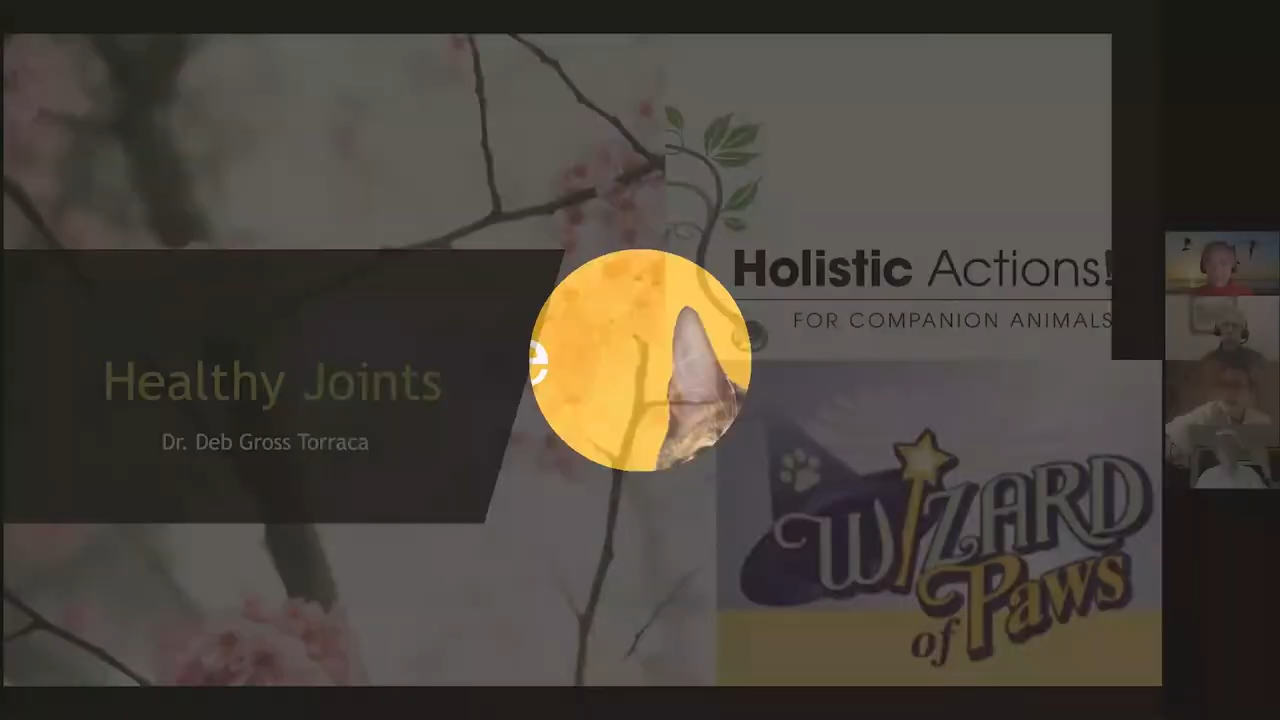 Healthy Joints
Dr. Deb Gross Torraca
e
Holistic Actions!
FOR COMPANION ANIMALS
WIZARD
of Paws